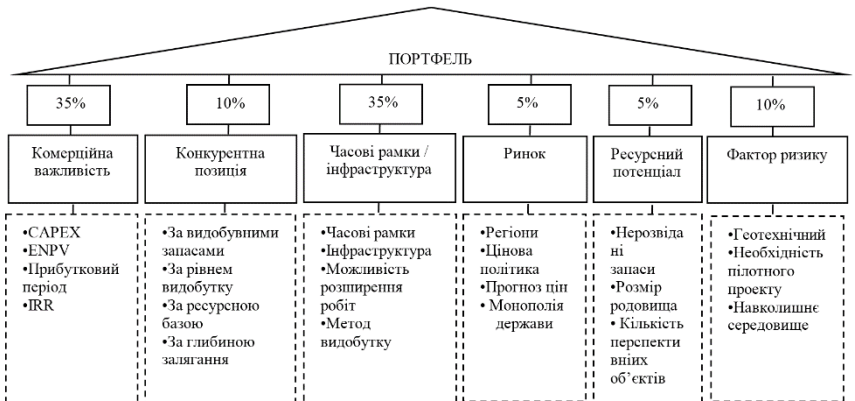 ПОРТФЕЛЬ
35%
10%
35%
5%
5%
10%
Комерційна
важливість
Конкурентна
позиція
Часові рамки /
інфраструктура
Ринок
Ресурсний
потенціал
Фактор ризику
•CAPEX
•ENPV
•Прибутковий
період
•IRR
•За видобувними
запасами
•За рівнем
видобутку
•За ресурсною
базою
•За глибиною
залягання
•Часові рамки
•Інфраструктура
•Можливість
розширення
робіт
•Метод
видобутку
•Регіони
•Цінова
політика
•Прогноз цін
• Монополія
держави
•Нерозвіда
ні
запаси
•Розмір
родовища
• Кількість
перспекти
вніих
об’єктів
•Геотехнічний
•Необхідність
пілотного
проекту
•Навколишнє
середовище